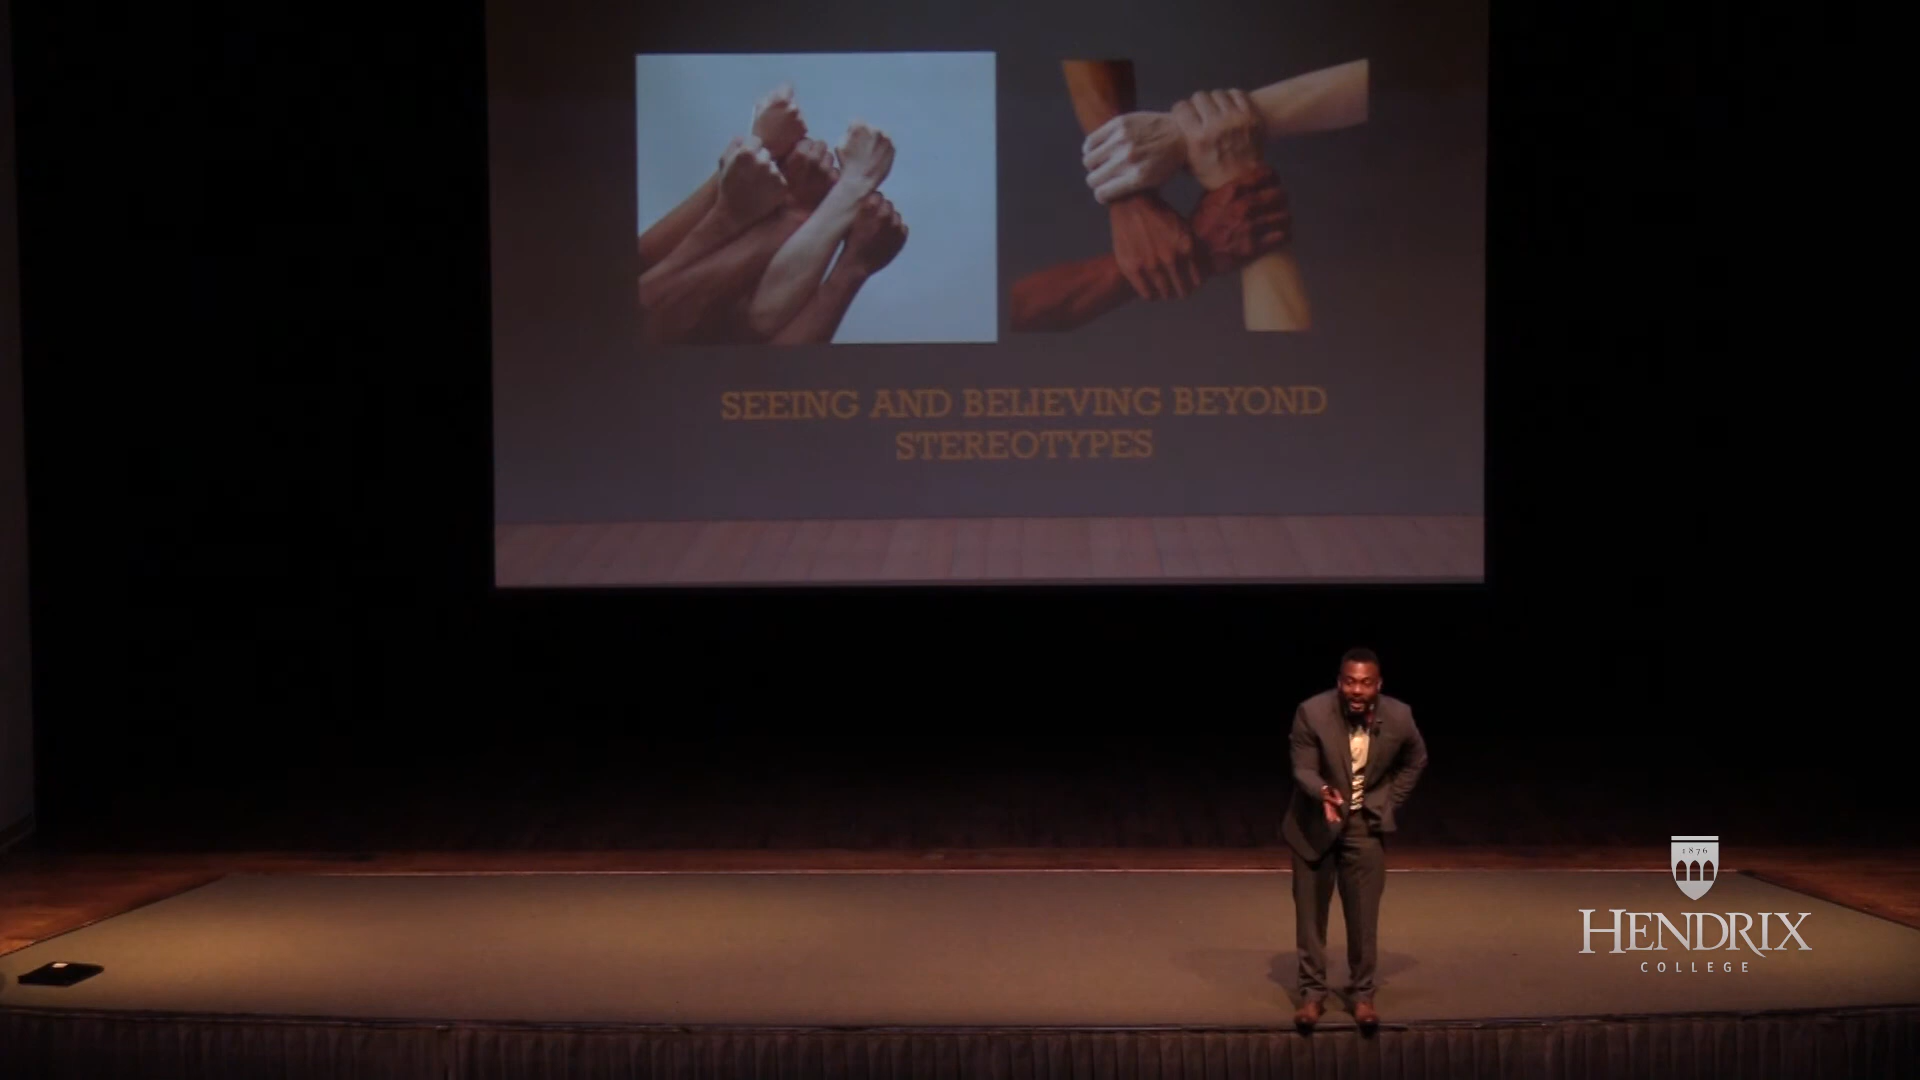 SEEING AND BELIEVING BEYOND
STEREOTYPES
1876
HENDRIX
COLLEGE